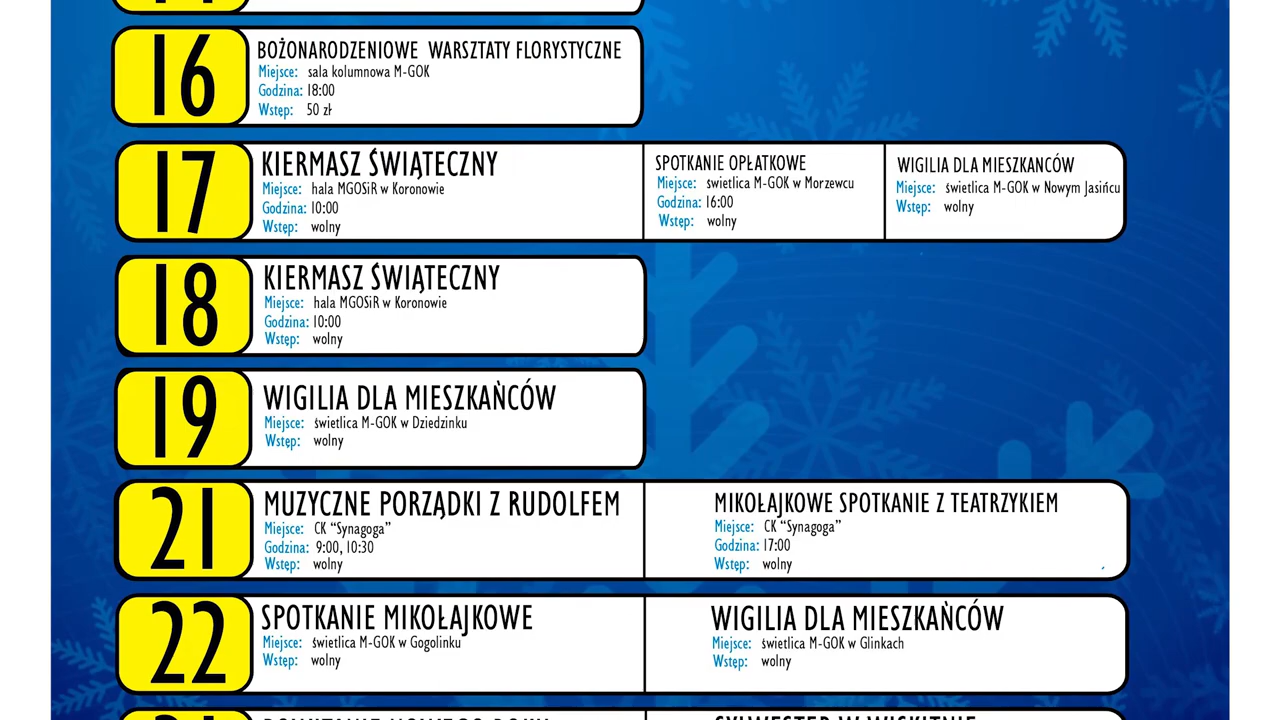 16
BOŻONARODZENIOWE WARSZTATY FLORYSTYCZNE
Miejsce: sala kolumnowa M-GOK
Godzina: 18:00
Wstęp: 50 zł
17
KIERMASZ ŚWIĄTECZNY
Miejsce: hala MGOSiR w Koronowie
Godzina: 10:00
Wstęp: wolny
SPOTKANIE OPŁATKOWE
Miejsce: świetlica M-GOK w Morzewcu
Godzina: 16:00
Wstęp: wolny
WIGILIA DLA MIESZKANCÓW
Miejsce: świetlica M-GOK w Nowym Jasińcu
Wstęp: wolny
18
KIERMASZ ŚWIĄTECZNY
Miejsce: hala MGOSiR w Koronowie
Godzina: 10:00
Wstęp: wolny
19
WIGILIA DLA MIESZKAŃCÓW
Miejsce: świetlica M-GOK w Dziedzinku
Wstęp: wolny
21
MUZYCZNE PORZĄDKI Z RUDOLFEM
Miejsce: CK “Synagoga”
Godzina: 9:00, 10:30
Wstęp: wolny
MIKOŁAJKOWE SPOTKANIE Z TEATRZYKIEM
Miejsce: CK “Synagoga”
Godzina: 17:00
Wstęp: wolny
22
SPOTKANIE MIKOŁAJKOWE
Miejsce: świetlica M-GOK w Gogolinku
Wstęp: wolny
WIGILIA DLA MIESZKAŃCÓW
Miejsce: świetlica M-GOK w Glinkach
Wstęp: wolny
SYLWESTER W WISKITNIE